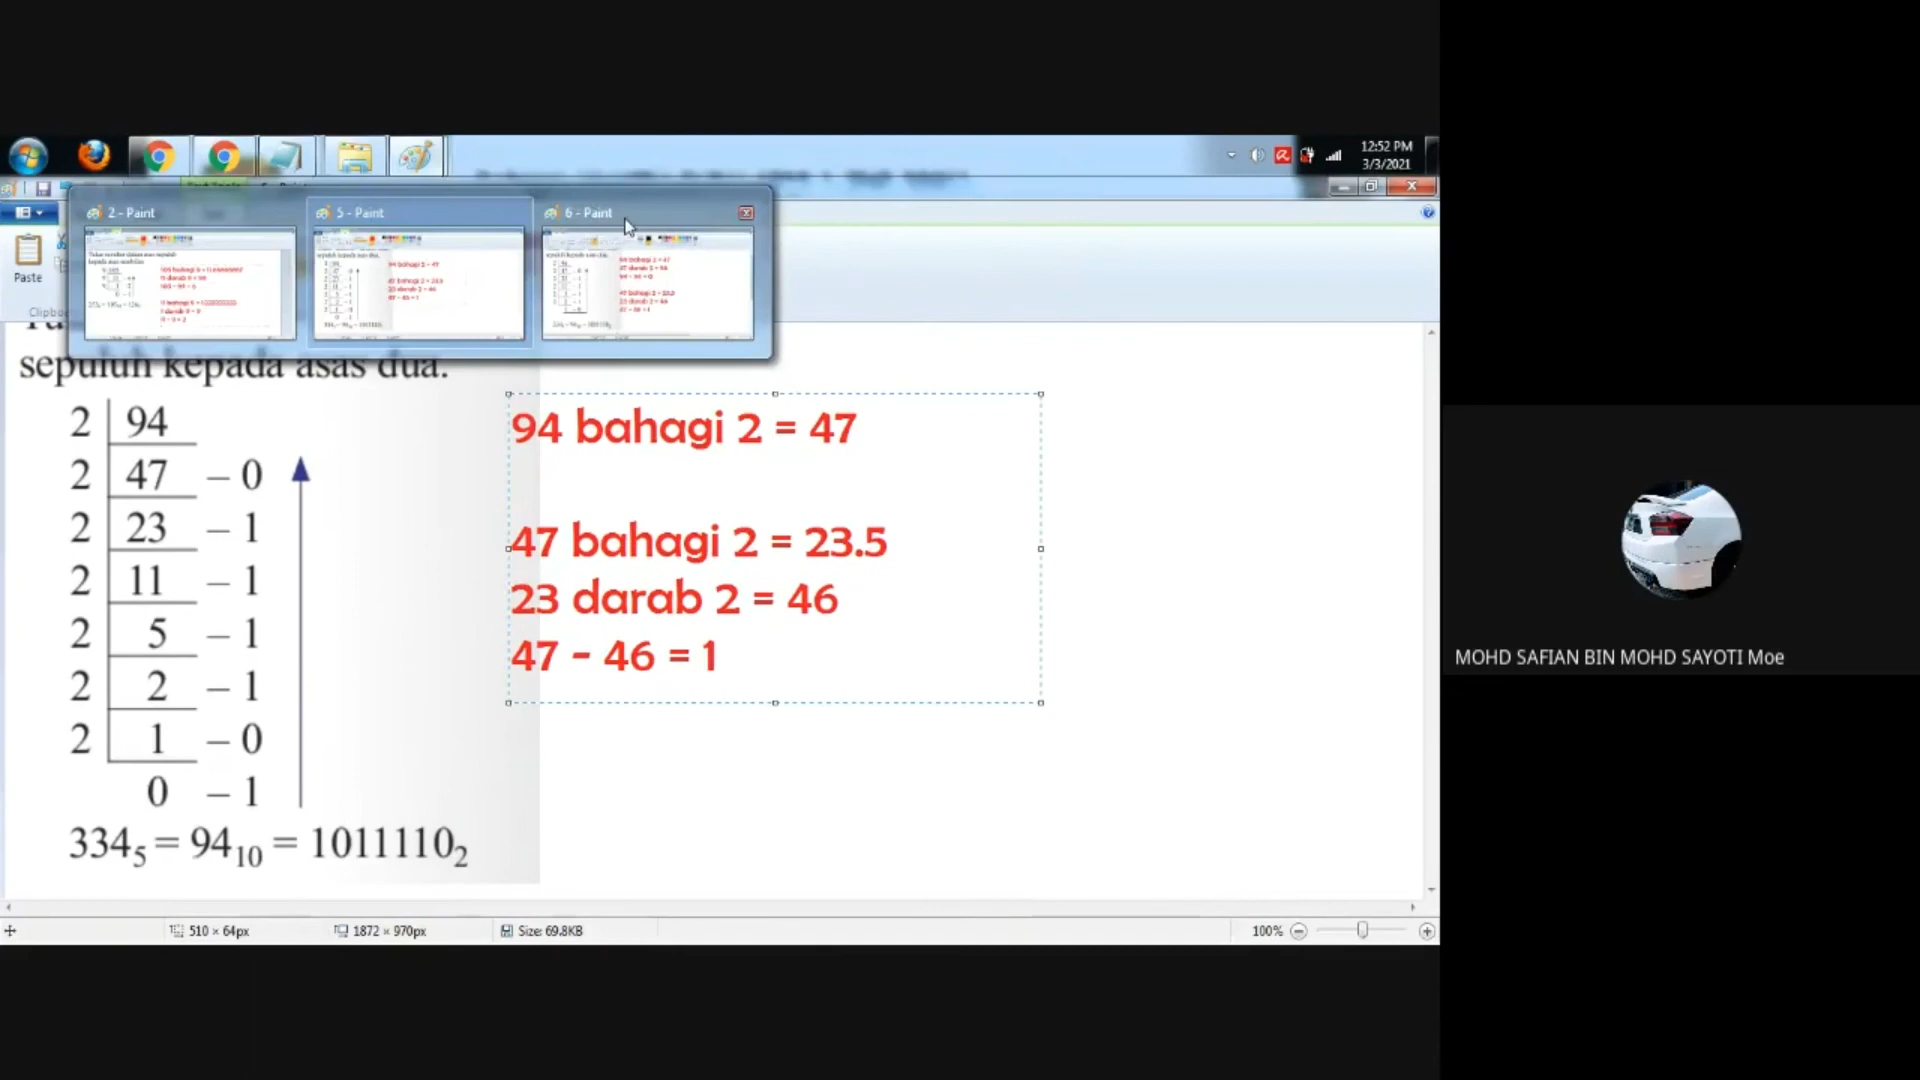 12:52 PM
3/3/2021
2 - Paint
5 - Paint
6 - Paint
Paste
sepuluh kepada asas dua.
2 94
2 47 – 0
2 23 – 1
2 11 – 1
2 5 – 1
2 2 – 1
2 1 – 0
0 – 1
334₅ = 94₁₀ = 1011110₂
94 bahagi 2 = 47
47 bahagi 2 = 23.5
23 darab 2 = 46
47 - 46 = 1
510 × 64px
1872 × 970px
Size: 69.8KB
100%
MOHD SAFIAN BIN MOHD SAYOTI Moe